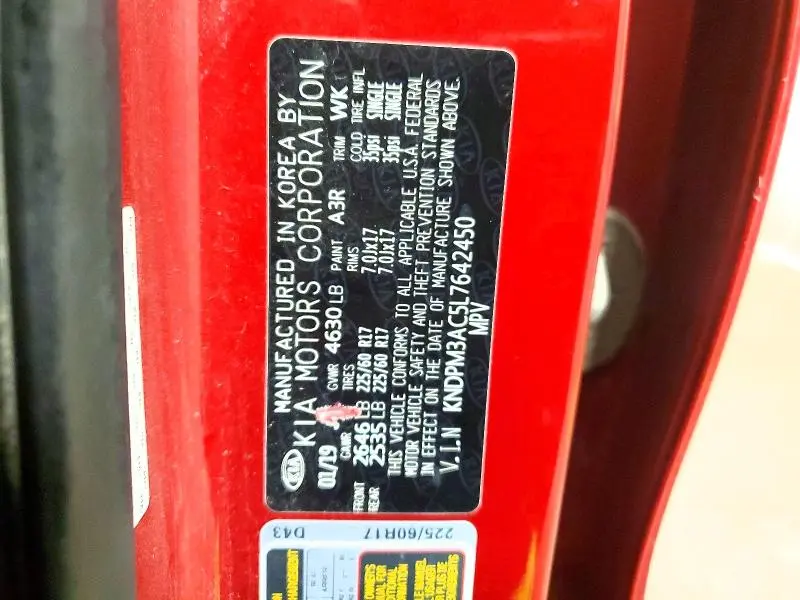 KIA
MANUFACTURED IN KOREA BY
KIA MOTORS CORPORATION
01/19 GVWR 4630 LB PAINT A3R TRIM WK
GAWR TIRES RIMS COLD TIRE INFL
FRONT 2646 LB 225/60 R17 7.0Jx17 35psi SINGLE
REAR 2535 LB 225/60 R17 7.0Jx17 35psi SINGLE
THIS VEHICLE CONFORMS TO ALL APPLICABLE U.S.A. FEDERAL
MOTOR VEHICLE SAFETY AND THEFT PREVENTION STANDARDS
IN EFFECT ON THE DATE OF MANUFACTURE SHOWN ABOVE.
V.I.N KNDPM3AC5L7642450
MPV
D43
225/60R17